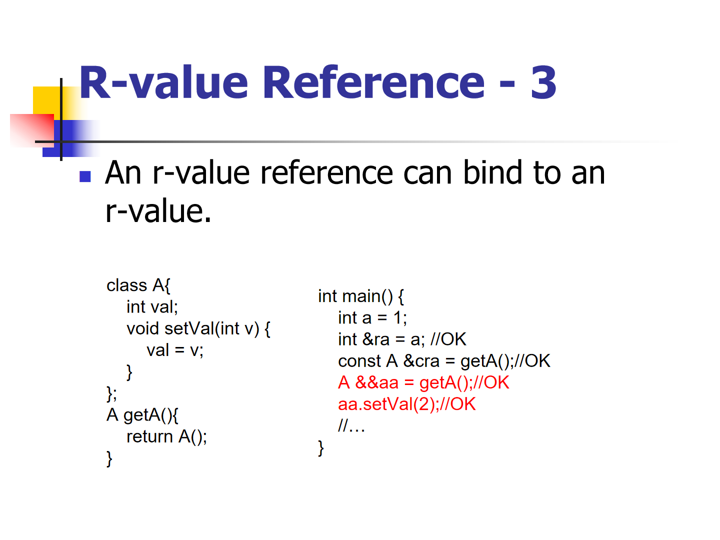 R-value Reference - 3
An r-value reference can bind to an
r-value.
class A{
int val;
void setVal(int v) {
val = v;
}
};
A getA(){
return A();
}
int main() {
int a = 1;
int &ra = a; //OK
const A &cra = getA();//OK
A &&aa = getA();//OK
aa.setVal(2);//OK
//…
}